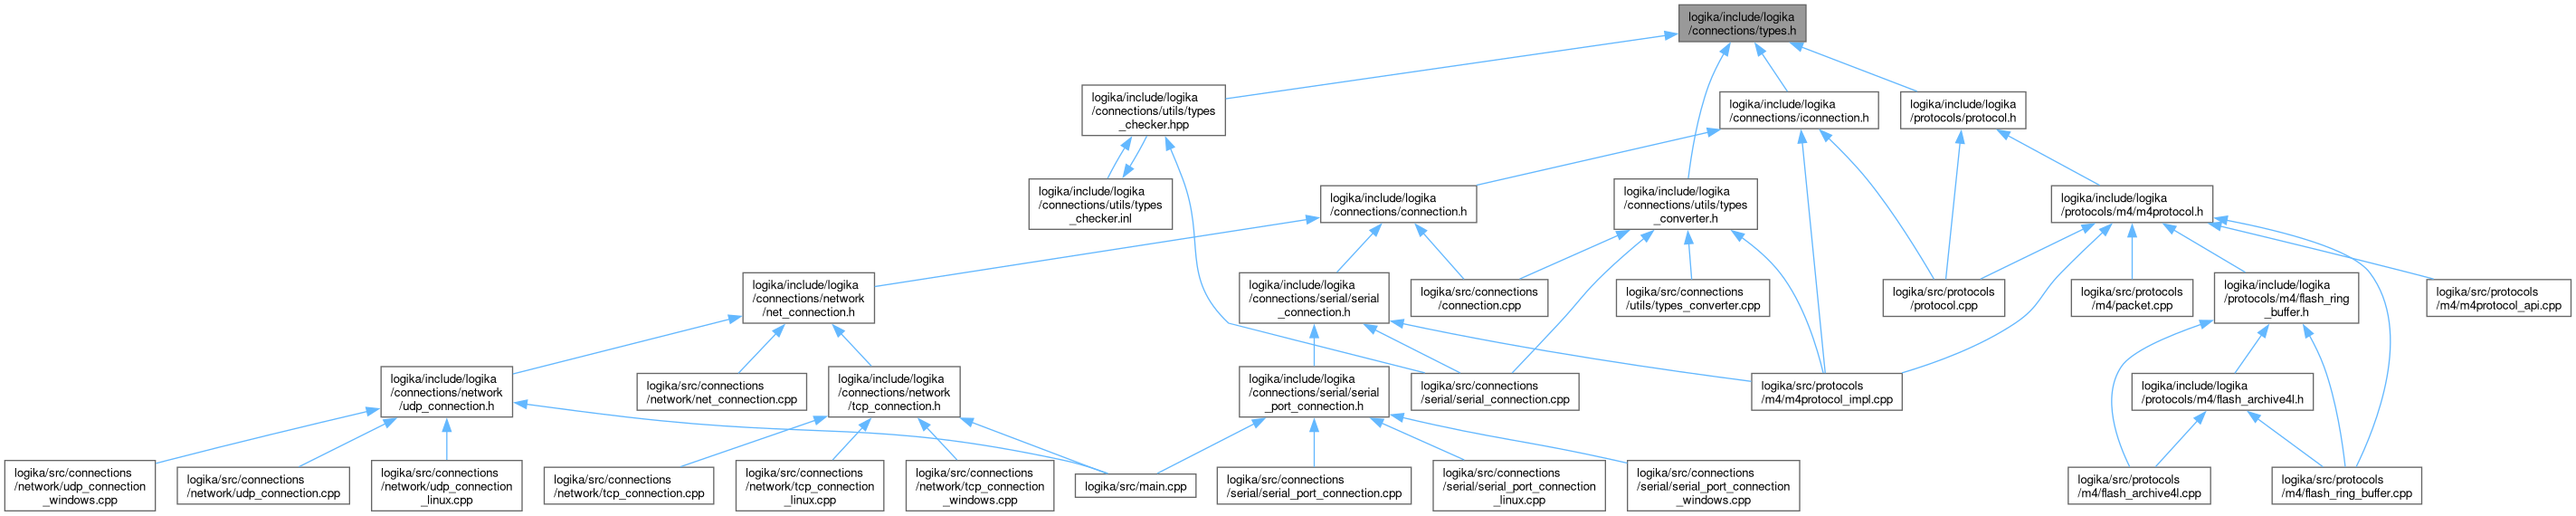 logika/include/logika
/connections/types.h
logika/include/logika
/connections/utils/types
_checker.hpp
logika/include/logika
/connections/iconnection.h
logika/include/logika
/protocols/protocol.h
logika/include/logika
/connections/utils/types
_checker.inl
logika/include/logika
/connections/connection.h
logika/include/logika
/connections/utils/types
_converter.h
logika/include/logika
/protocols/m4/m4protocol.h
logika/include/logika
/connections/network
/net_connection.h
logika/include/logika
/connections/serial/serial
_connection.h
logika/src/connections
/connection.cpp
logika/src/connections
/utils/types_converter.cpp
logika/src/protocols
/protocol.cpp
logika/src/protocols
/m4/packet.cpp
logika/include/logika
/protocols/m4/flash_ring
_buffer.h
logika/src/protocols
/m4/m4protocol_api.cpp
logika/include/logika
/connections/network
/udp_connection.h
logika/src/connections
/network/net_connection.cpp
logika/include/logika
/connections/network
/tcp_connection.h
logika/include/logika
/connections/serial/serial
_port_connection.h
logika/src/connections
/serial/serial_connection.cpp
logika/src/protocols
/m4/m4protocol_impl.cpp
logika/include/logika
/protocols/m4/flash_archive4l.h
logika/src/connections
/network/udp_connection
_windows.cpp
logika/src/connections
/network/udp_connection.cpp
logika/src/connections
/network/udp_connection
_linux.cpp
logika/src/connections
/network/tcp_connection.cpp
logika/src/connections
/network/tcp_connection
_linux.cpp
logika/src/connections
/network/tcp_connection
_windows.cpp
logika/src/main.cpp
logika/src/connections
/serial/serial_port_connection.cpp
logika/src/connections
/serial/serial_port_connection
_linux.cpp
logika/src/connections
/serial/serial_port_connection
_windows.cpp
logika/src/protocols
/m4/flash_archive4l.cpp
logika/src/protocols
/m4/flash_ring_buffer.cpp